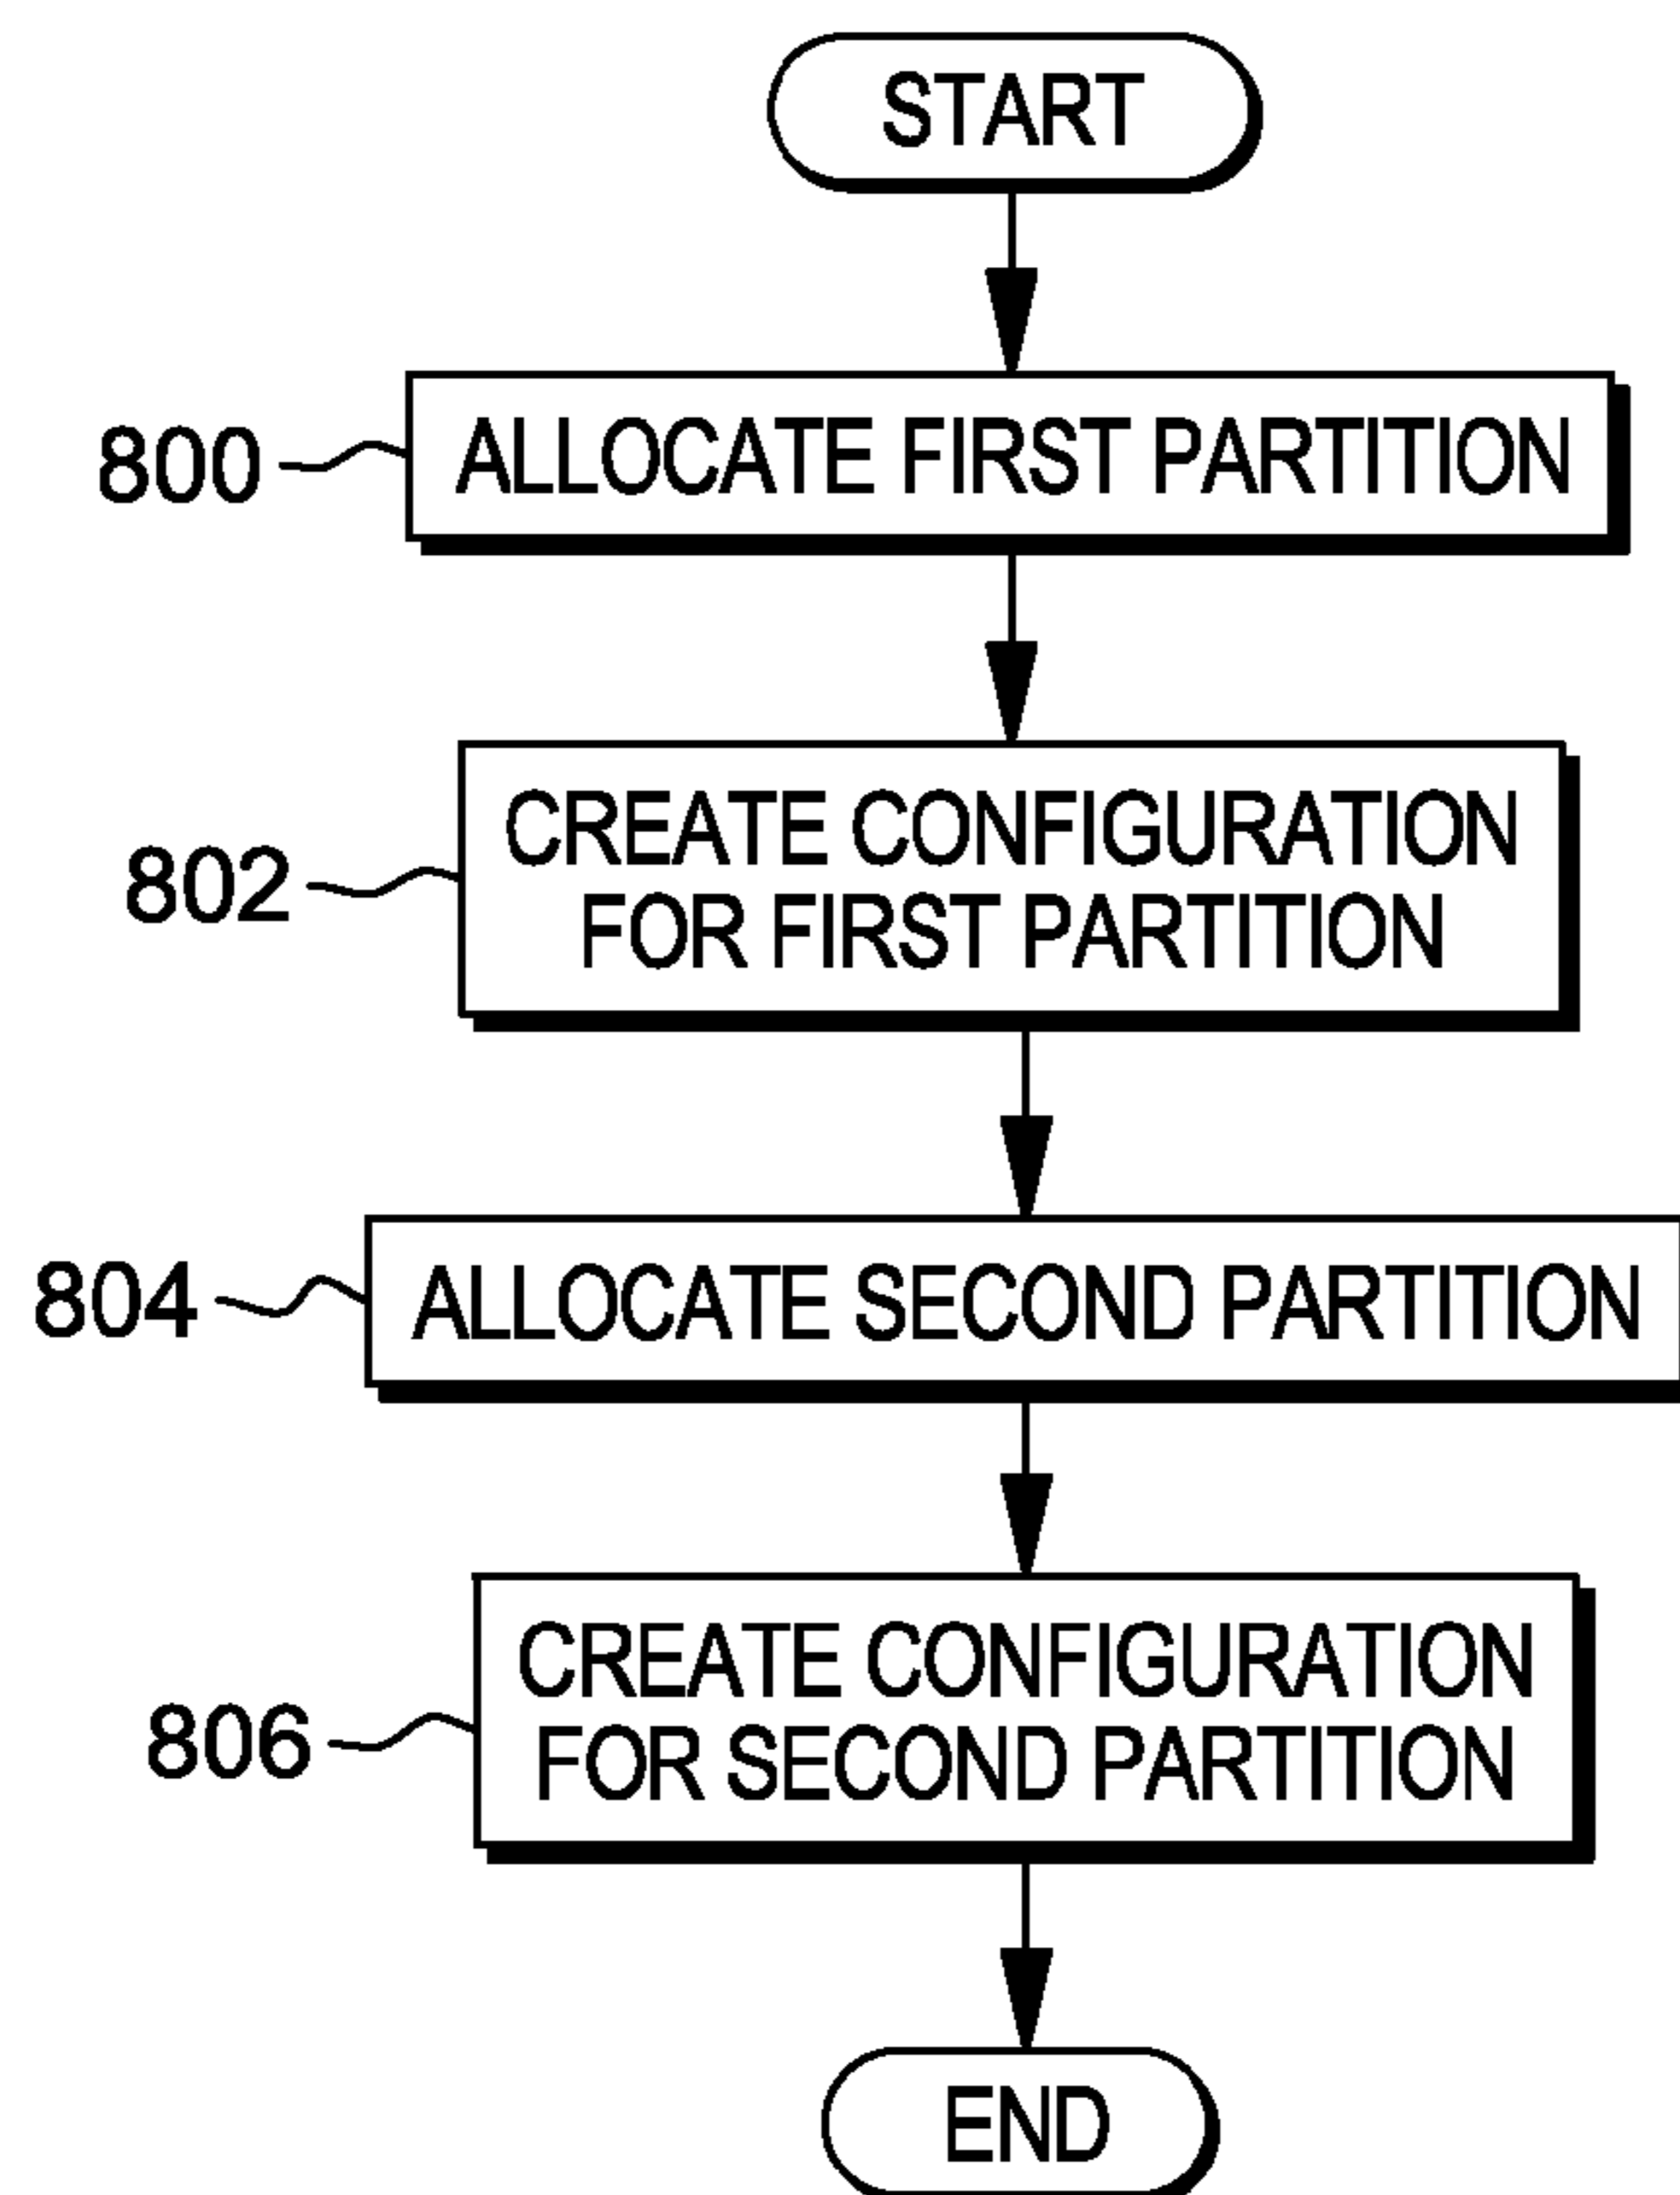 START
800
ALLOCATE FIRST PARTITION
802
CREATE CONFIGURATION
FOR FIRST PARTITION
804
ALLOCATE SECOND PARTITION
806
CREATE CONFIGURATION
FOR SECOND PARTITION
END